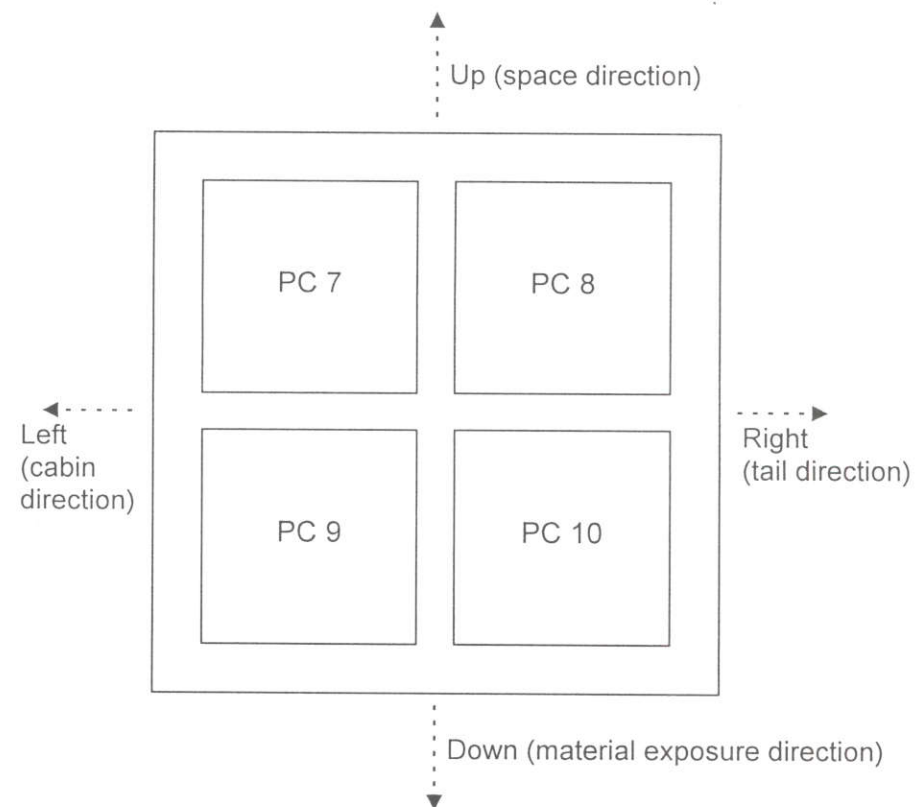 Up (space direction)
PC 7
PC 8
Left
(cabin
direction)
Right
(tail direction)
PC 9
PC 10
Down (material exposure direction)